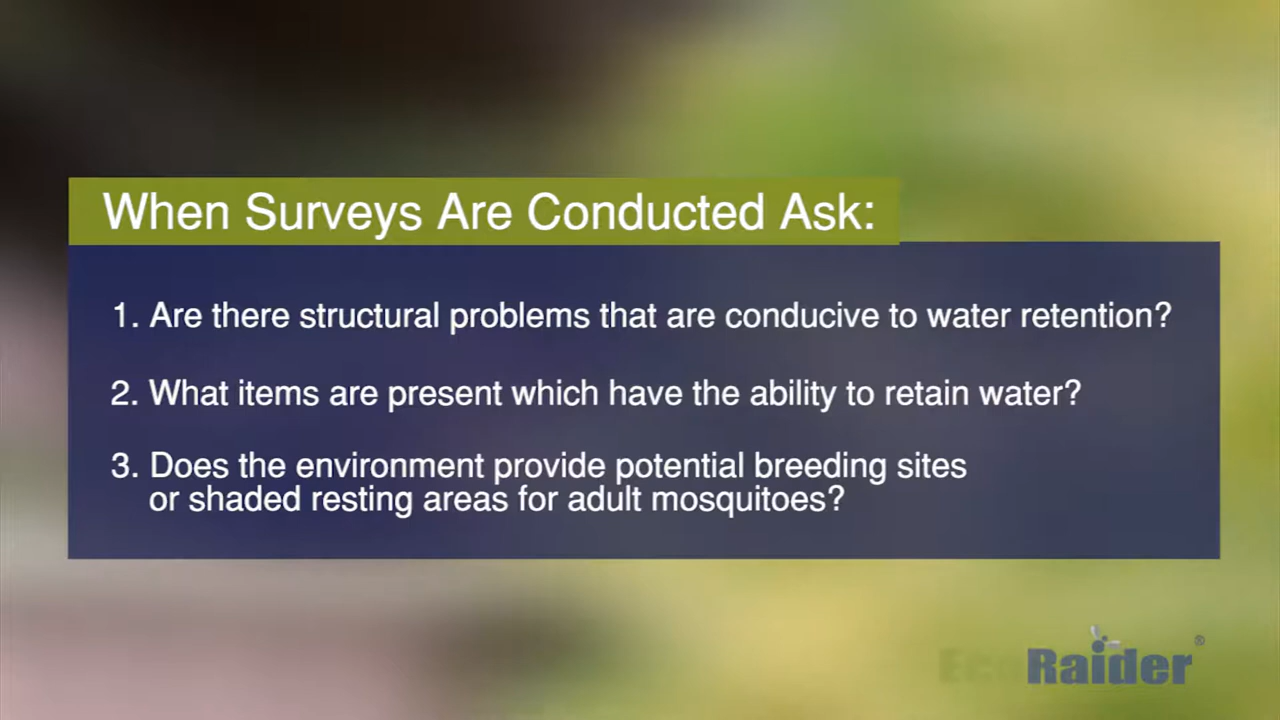 When Surveys Are Conducted Ask:
1. Are there structural problems that are conducive to water retention?
2. What items are present which have the ability to retain water?
3. Does the environment provide potential breeding sites
or shaded resting areas for adult mosquitoes?
EcoRaider®